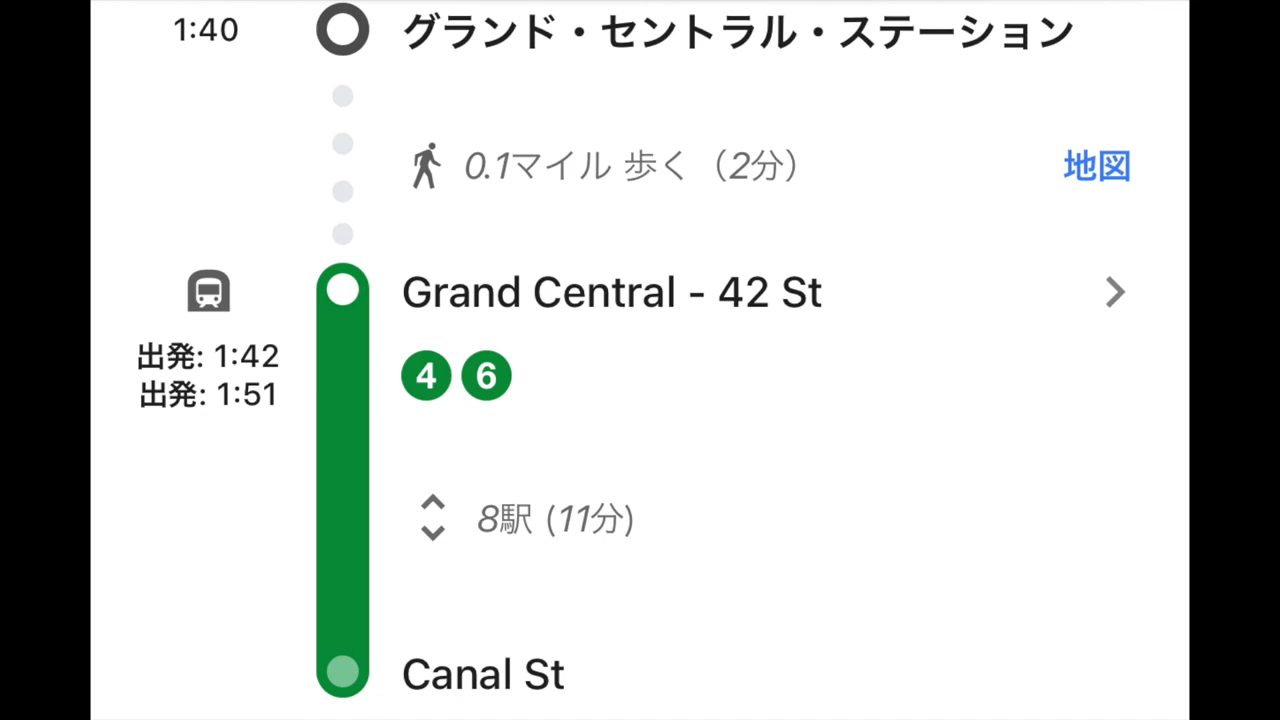 1:40 グランド・セントラル・ステーション
0.1マイル 歩く（2分） 地図
Grand Central - 42 St
出発: 1:42
4 6
出発: 1:51
8駅 (11分)
Canal St